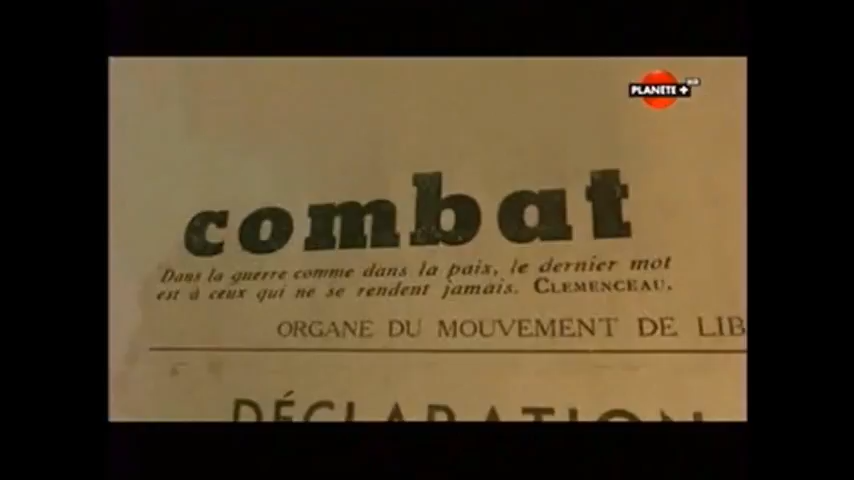 PLANÈTE +
combat
Dans la guerre comme dans la paix, le dernier mot
est à ceux qui ne se rendent jamais. CLEMENCEAU.
ORGANE DU MOUVEMENT DE LIB
DÉCLARATION